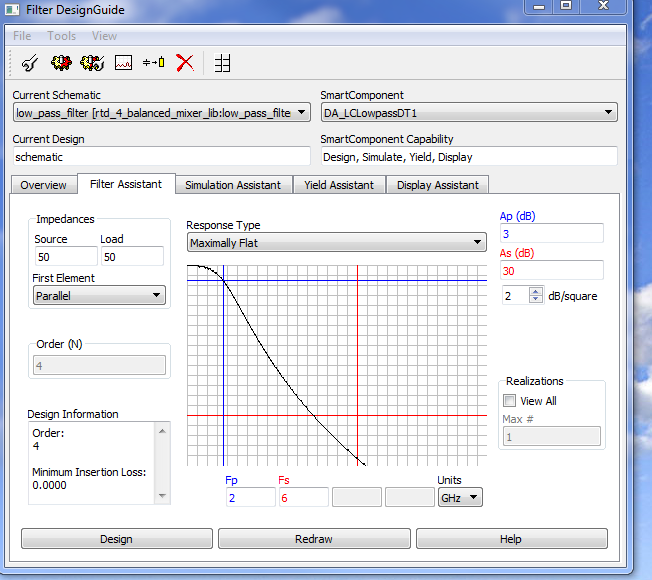 Filter DesignGuide
File Tools View
Current Schematic
SmartComponent
low_pass_filter [rtd_4_balanced_mixer_lib:low_pass_filte
DA_LCLowpassDT1
Current Design
SmartComponent Capability
schematic
Design, Simulate, Yield, Display
Overview
Filter Assistant
Simulation Assistant
Yield Assistant
Display Assistant
Impedances
Source Load
50 50
First Element
Parallel
Order (N)
4
Design Information
Order:
4
Minimum Insertion Loss:
0.0000
Response Type
Maximally Flat
Fp Fs Units
2 6 GHz
Ap (dB)
3
As (dB)
30
2 dB/square
Realizations
View All
Max #
1
Design
Redraw
Help